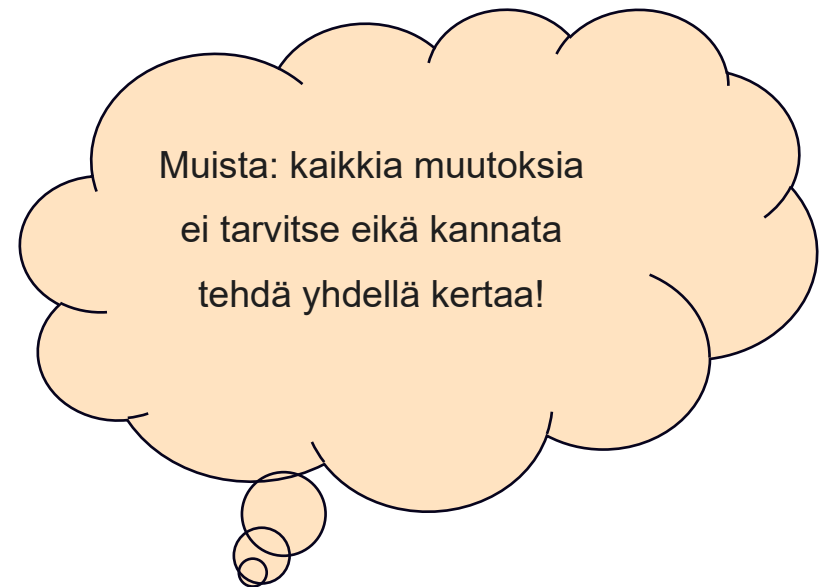 Muista: kaikkia muutoksia
ei tarvitse eikä kannata
tehdä yhdellä kertaa!